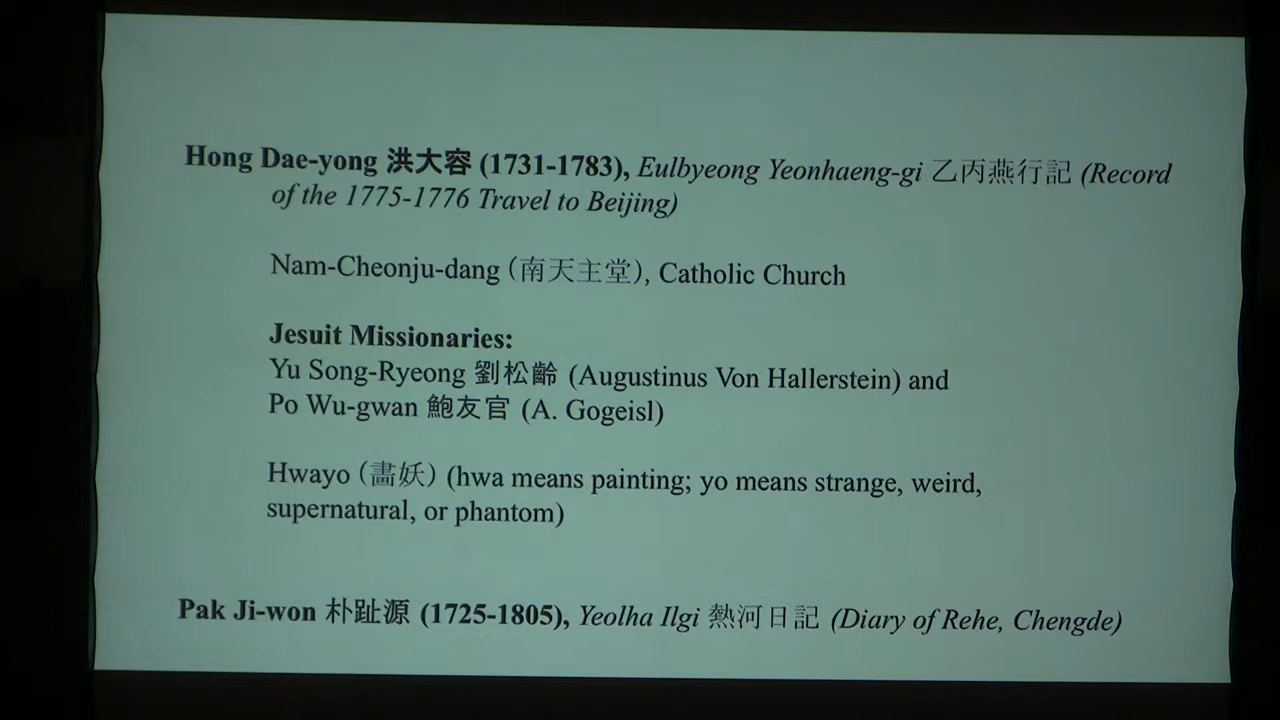 Hong Dae-yong 洪大容 (1731-1783), Eulbyeong Yeonhaeng-gi 乙丙燕行記 (Record
of the 1775-1776 Travel to Beijing)
Nam-Cheonju-dang (南天主堂), Catholic Church
Jesuit Missionaries:
Yu Song-Ryeong 劉松齡 (Augustinus Von Hallerstein) and
Po Wu-gwan 鮑友官 (A. Gogeisl)
Hwayo (畵妖) (hwa means painting; yo means strange, weird,
supernatural, or phantom)
Pak Ji-won 朴趾源 (1725-1805), Yeolha Ilgi 熱河日記 (Diary of Rehe, Chengde)